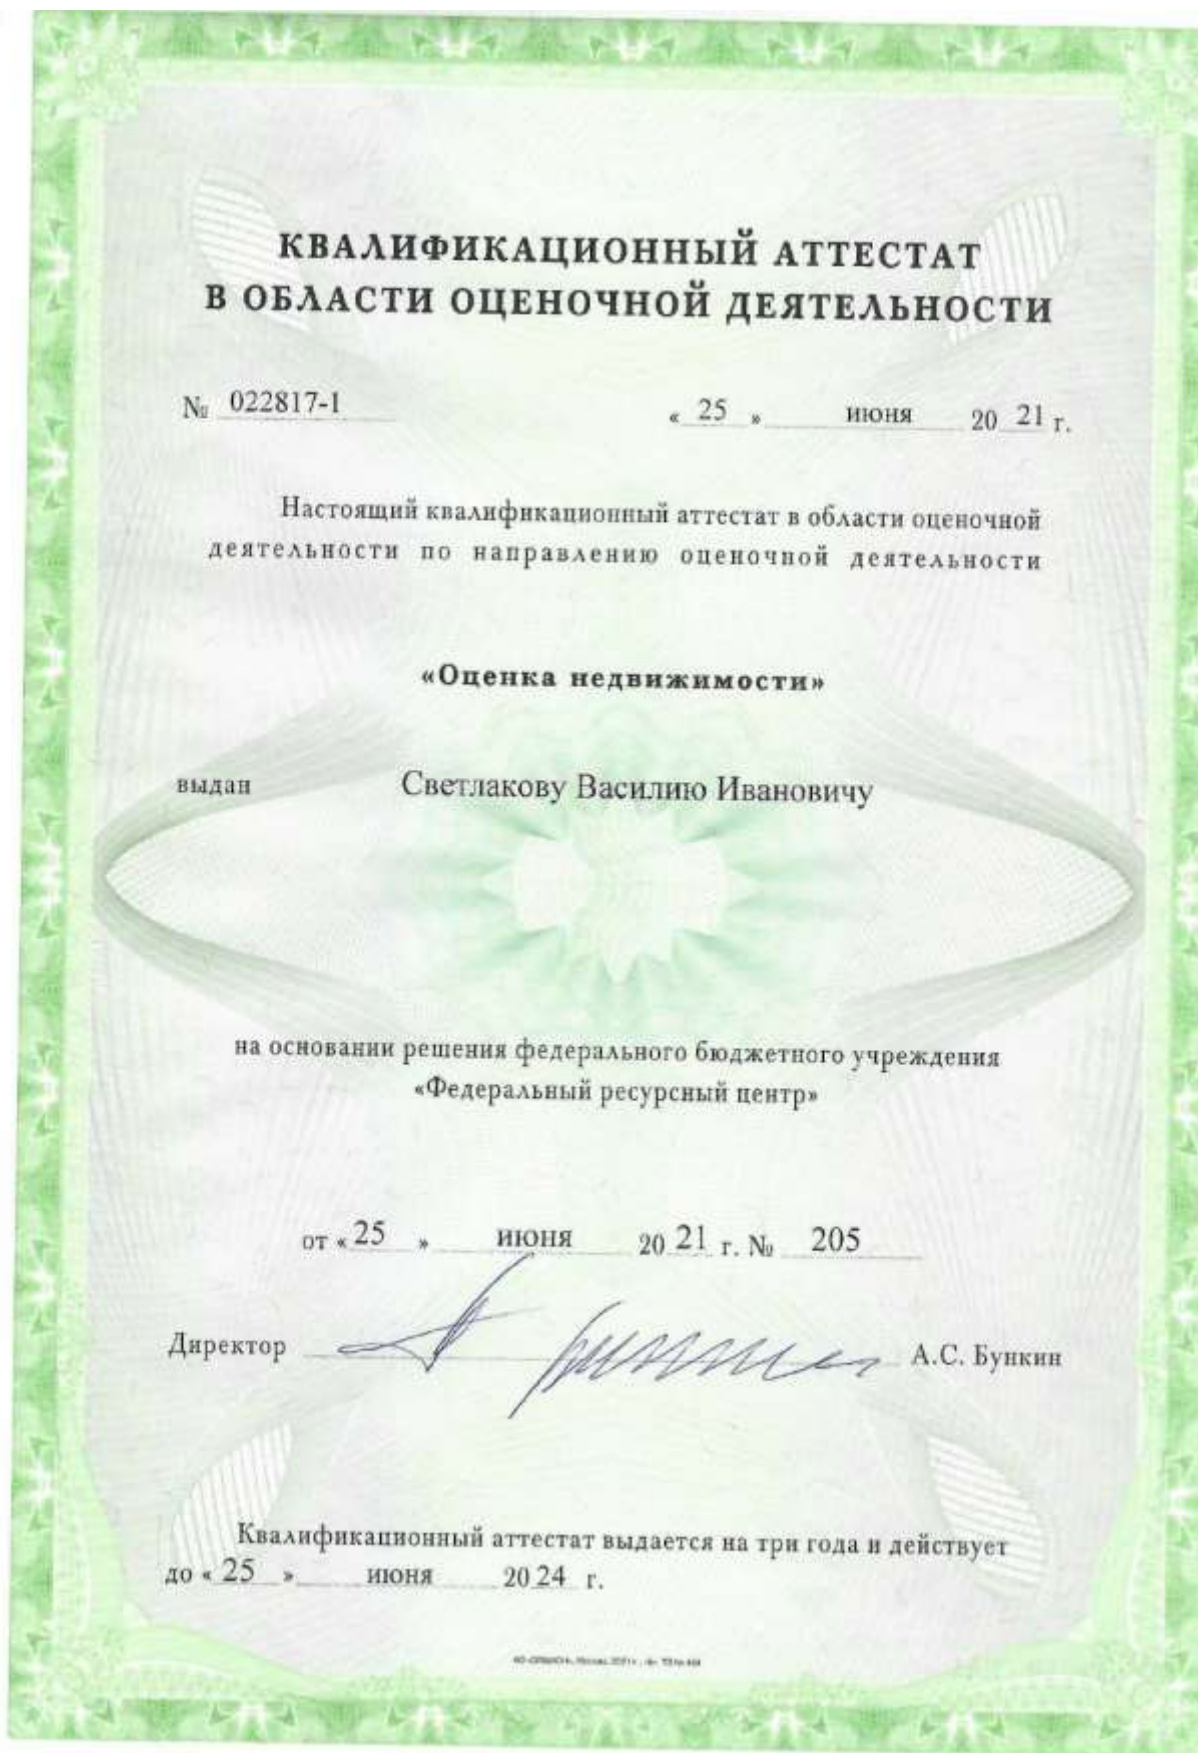 КВАЛИФИКАЦИОННЫЙ АТТЕСТАТ
В ОБЛАСТИ ОЦЕНОЧНОЙ ДЕЯТЕЛЬНОСТИ
№ 022817-1 « 25 » июня 20 21 г.
Настоящий квалификационный аттестат в области оценочной
деятельности по направлению оценочной деятельности
«Оценка недвижимости»
выдан Светлакову Василию Ивановичу
на основании решения федерального бюджетного учреждения
«Федеральный ресурсный центр»
от « 25 » июня 20 21 г. № 205
Директор А.С. Бункин
Квалификационный аттестат выдается на три года и действует
до « 25 » июня 20 24 г.